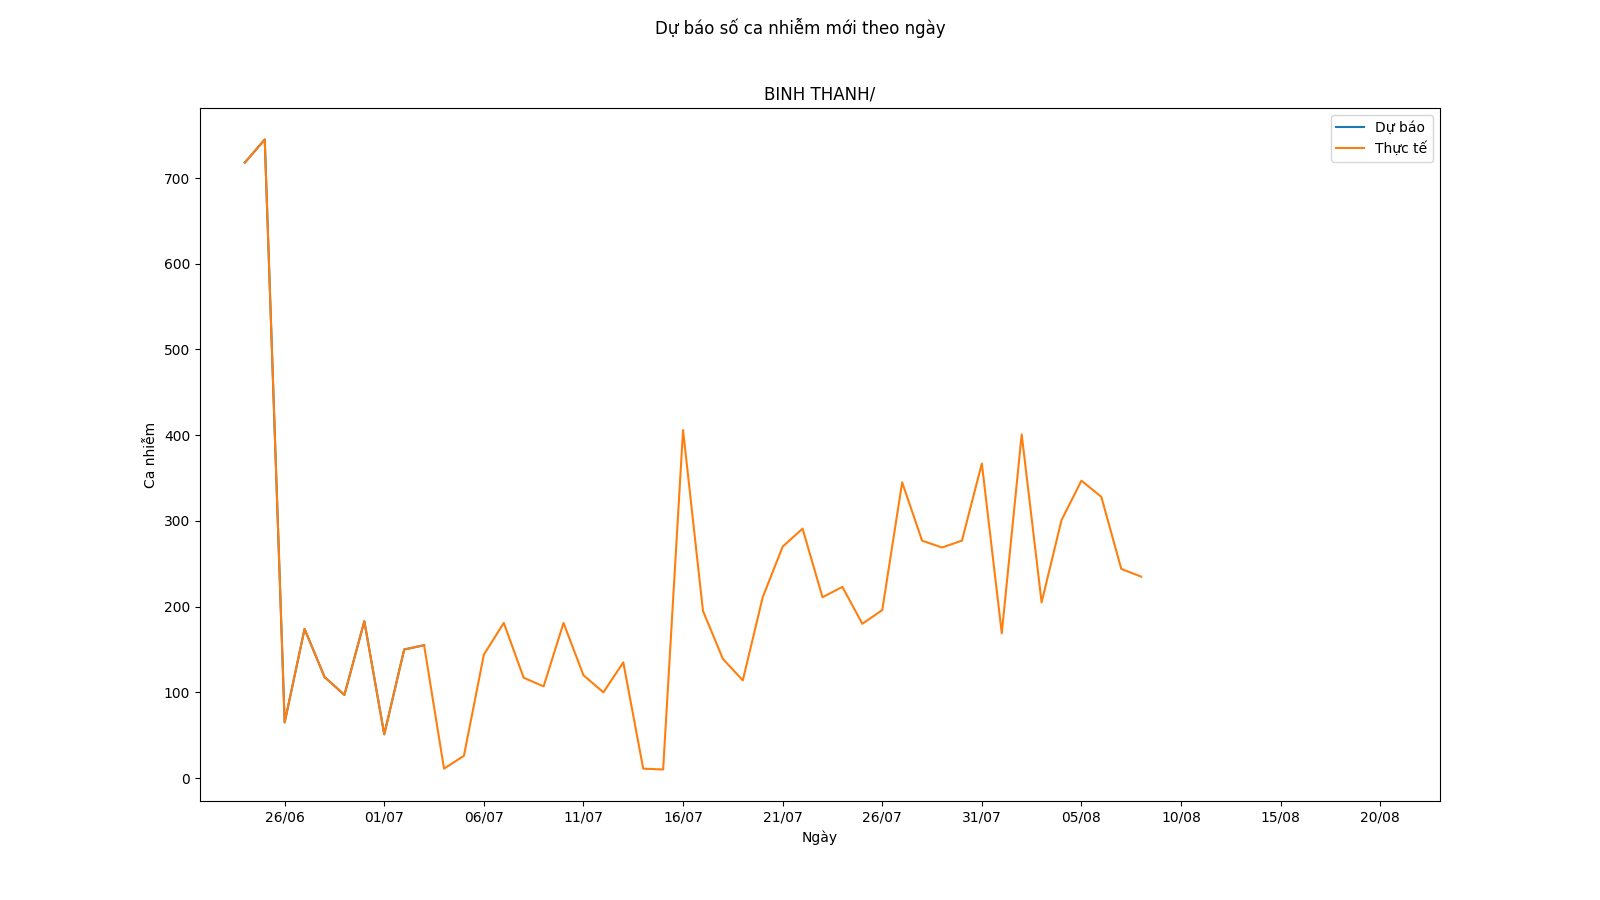 Dự báo số ca nhiễm mới theo ngày
BINH THANH/
Dự báo
Thực tế
700
600
500
400
300
200
100
0
Ca nhiễm
26/06 01/07 06/07 11/07 16/07 21/07 26/07 31/07 05/08 10/08 15/08 20/08
Ngày